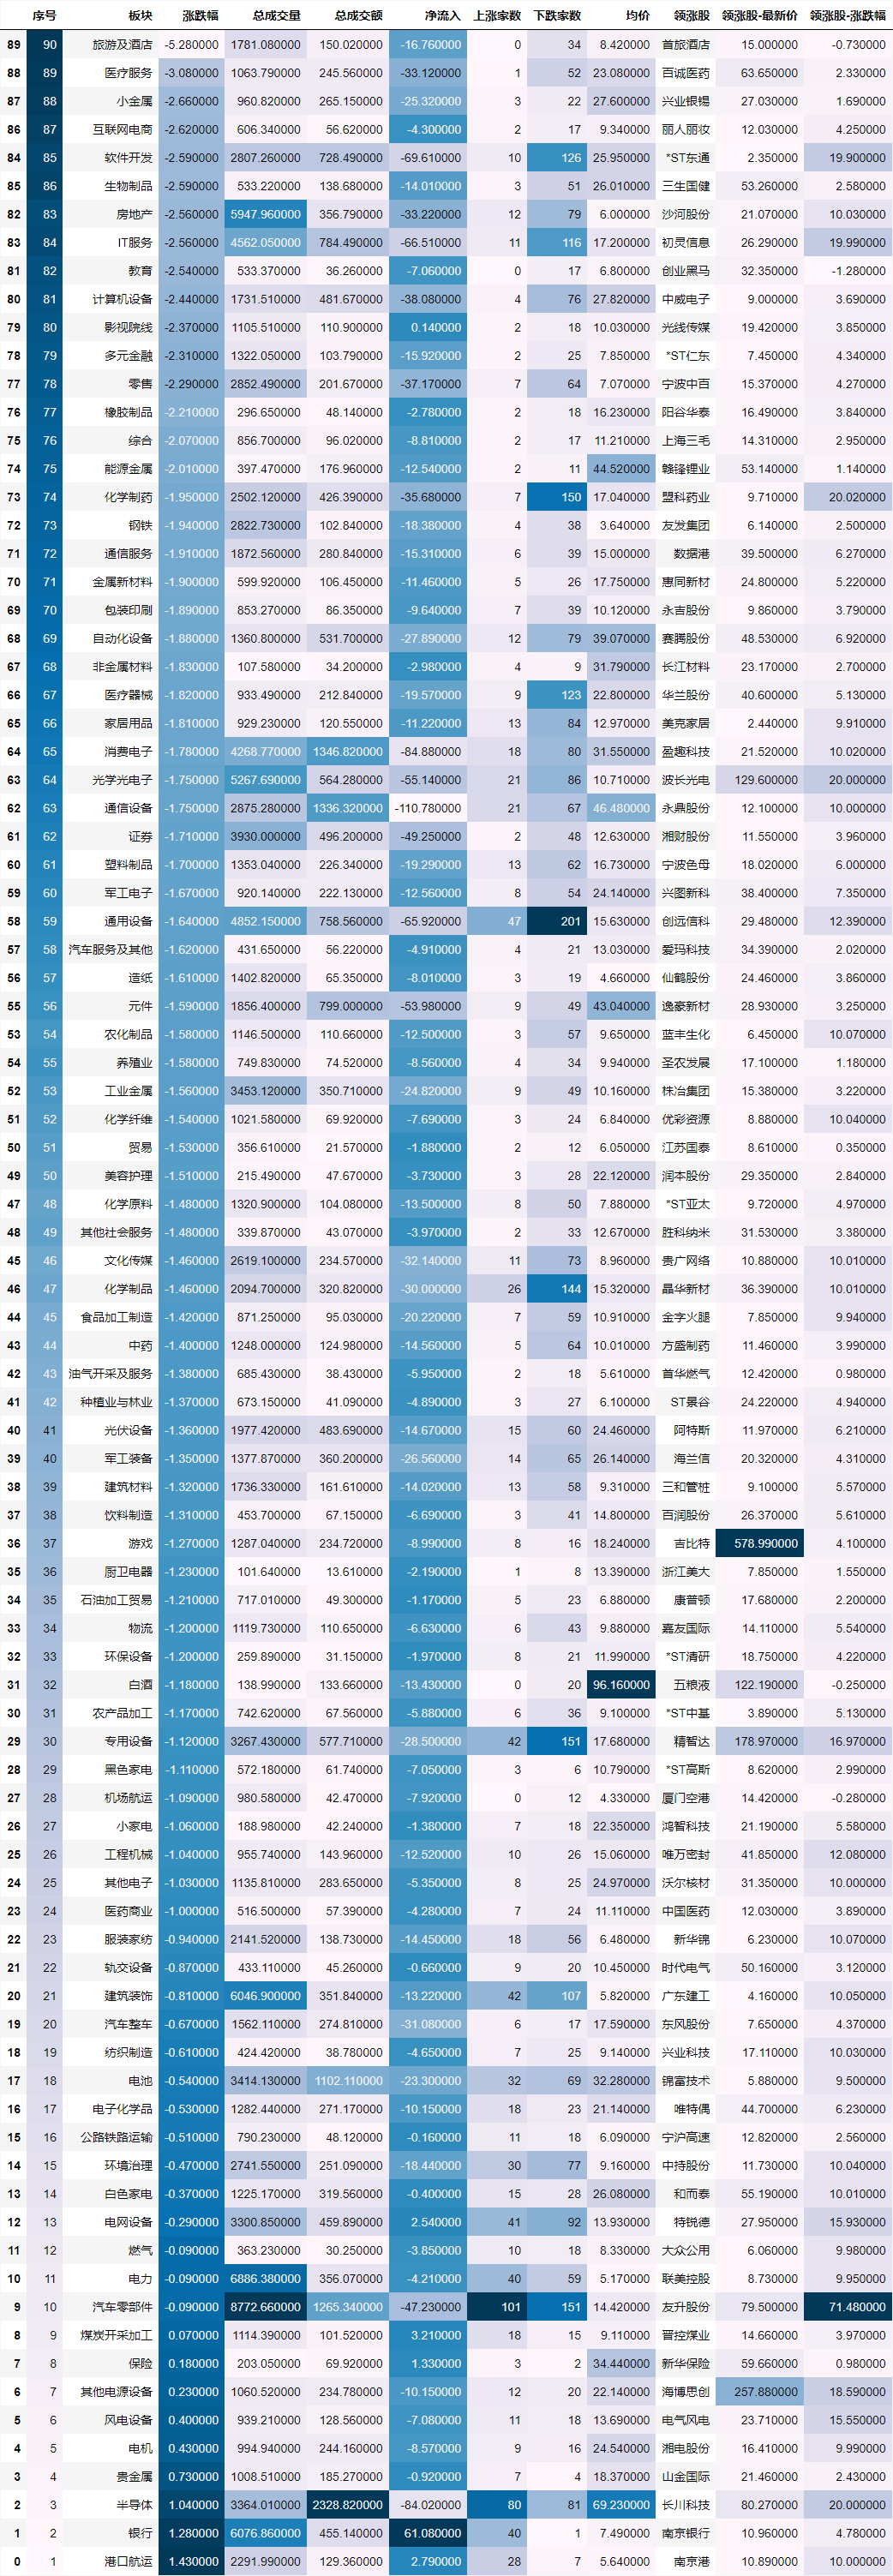 序号 板块 涨跌幅 总成交量 总成交额 净流入 上涨家数 下跌家数 均价 领涨股 领涨股-最新价 领涨股-涨跌幅
89 90 旅游及酒店 -5.280000 1781.080000 150.020000 -16.760000 0 34 8.420000 首旅酒店 15.000000 -0.730000
88 89 医疗服务 -3.080000 1063.790000 245.560000 -33.120000 1 52 23.080000 百诚医药 63.650000 2.330000
87 88 小金属 -2.660000 960.820000 265.150000 -25.320000 3 22 27.600000 兴业银锡 27.030000 1.690000
86 87 互联网电商 -2.620000 606.340000 56.620000 -4.300000 2 17 9.340000 丽人丽妆 12.030000 4.250000
84 85 软件开发 -2.590000 2807.260000 728.490000 -69.610000 10 126 25.950000 *ST东通 2.350000 19.900000
85 86 生物制品 -2.590000 533.220000 138.680000 -14.010000 3 51 26.010000 三生国健 53.260000 2.580000
82 83 房地产 -2.560000 5947.960000 356.790000 -33.220000 12 79 6.000000 沙河股份 21.070000 10.030000
83 84 IT服务 -2.560000 4562.050000 784.490000 -66.510000 11 116 17.200000 初灵信息 26.290000 19.990000
81 82 教育 -2.540000 533.370000 36.260000 -7.060000 0 17 6.800000 创业黑马 32.350000 -1.280000
80 81 计算机设备 -2.440000 1731.510000 481.670000 -38.080000 4 76 27.820000 中威电子 9.000000 3.690000
79 80 影视院线 -2.370000 1105.510000 110.900000 0.140000 2 18 10.030000 光线传媒 19.420000 3.850000
78 79 多元金融 -2.310000 1322.050000 103.790000 -15.920000 2 25 7.850000 *ST仁东 7.450000 4.340000
77 78 零售 -2.290000 2852.490000 201.670000 -37.170000 7 64 7.070000 宁波中百 15.370000 4.270000
76 77 橡胶制品 -2.210000 296.650000 48.140000 -2.780000 2 18 16.230000 阳谷华泰 16.490000 3.840000
75 76 综合 -2.070000 856.700000 96.020000 -8.810000 2 17 11.210000 上海三毛 14.310000 2.950000
74 75 能源金属 -2.010000 397.470000 176.960000 -12.540000 2 11 44.520000 赣锋锂业 53.140000 1.140000
73 74 化学制药 -1.950000 2502.120000 426.390000 -35.680000 7 150 17.040000 盟科药业 9.710000 20.020000
72 73 钢铁 -1.940000 2822.730000 102.840000 -18.380000 4 38 3.640000 友发集团 6.140000 2.500000
71 72 通信服务 -1.910000 1872.560000 280.840000 -15.310000 6 39 15.000000 数据港 39.500000 6.270000
70 71 金属新材料 -1.900000 599.920000 106.450000 -11.460000 5 26 17.750000 惠同新材 24.800000 5.220000
69 70 包装印刷 -1.890000 853.270000 86.350000 -9.640000 7 39 10.120000 永吉股份 9.860000 3.790000
68 69 自动化设备 -1.880000 1360.800000 531.700000 -27.890000 12 79 39.070000 赛腾股份 48.530000 6.920000
67 68 非金属材料 -1.830000 107.580000 34.200000 -2.980000 4 9 31.790000 长江材料 23.170000 2.700000
66 67 医疗器械 -1.820000 933.490000 212.840000 -19.570000 9 123 22.800000 华兰股份 40.600000 5.130000
65 66 家居用品 -1.810000 929.230000 120.550000 -11.220000 13 84 12.970000 美克家居 2.440000 9.910000
64 65 消费电子 -1.780000 4268.770000 1346.820000 -84.880000 18 80 31.550000 盈趣科技 21.520000 10.020000
63 64 光学光电子 -1.750000 5267.690000 564.280000 -55.140000 21 86 10.710000 波长光电 129.600000 20.000000
62 63 通信设备 -1.750000 2875.280000 1336.320000 -110.780000 21 67 46.480000 永鼎股份 12.100000 10.000000
61 62 证券 -1.710000 3930.000000 496.200000 -49.250000 2 48 12.630000 湘财股份 11.550000 3.960000
60 61 塑料制品 -1.700000 1353.040000 226.340000 -19.290000 13 62 16.730000 宁波色母 18.020000 6.000000
59 60 军工电子 -1.670000 920.140000 222.130000 -12.560000 8 54 24.140000 兴图新科 38.400000 7.350000
58 59 通用设备 -1.640000 4852.150000 758.560000 -65.920000 47 201 15.630000 创远信科 29.480000 12.390000
57 58 汽车服务及其他 -1.620000 431.650000 56.220000 -4.910000 4 21 13.030000 爱玛科技 34.390000 2.020000
56 57 造纸 -1.610000 1402.820000 65.350000 -8.010000 3 19 4.660000 仙鹤股份 24.460000 3.860000
55 56 元件 -1.590000 1856.400000 799.000000 -53.980000 9 49 43.040000 逸豪新材 28.930000 3.250000
53 54 农化制品 -1.580000 1146.500000 110.660000 -12.500000 3 57 9.650000 蓝丰生化 6.450000 10.070000
54 55 养殖业 -1.580000 749.830000 74.520000 -8.560000 4 34 9.940000 圣农发展 17.100000 1.180000
52 53 工业金属 -1.560000 3453.120000 350.710000 -24.820000 9 49 10.160000 株冶集团 15.380000 3.220000
51 52 化学纤维 -1.540000 1021.580000 69.920000 -7.690000 3 24 6.840000 优彩资源 8.880000 10.040000
50 51 贸易 -1.530000 356.610000 21.570000 -1.880000 2 12 6.050000 江苏国泰 8.610000 0.350000
49 50 美容护理 -1.510000 215.490000 47.670000 -3.730000 3 28 22.120000 润本股份 29.350000 2.840000
47 48 化学原料 -1.480000 1320.900000 104.080000 -13.500000 8 50 7.880000 *ST亚太 9.720000 4.970000
48 49 其他社会服务 -1.480000 339.870000 43.070000 -3.970000 2 33 12.670000 胜科纳米 31.530000 3.380000
45 46 文化传媒 -1.460000 2619.100000 234.570000 -32.140000 11 73 8.960000 贵广网络 10.880000 10.010000
46 47 化学制品 -1.460000 2094.700000 320.820000 -30.000000 26 144 15.320000 晶华新材 36.390000 10.010000
44 45 食品加工制造 -1.420000 871.250000 95.030000 -20.220000 7 59 10.910000 金字火腿 7.850000 9.940000
43 44 中药 -1.400000 1248.000000 124.980000 -14.560000 5 64 10.010000 方盛制药 11.460000 3.990000
42 43 油气开采及服务 -1.380000 685.430000 38.430000 -5.950000 2 18 5.610000 首华燃气 12.420000 0.980000
41 42 种植业与林业 -1.370000 673.150000 41.090000 -4.890000 3 27 6.100000 ST景谷 24.220000 4.940000
40 41 光伏设备 -1.360000 1977.420000 483.690000 -14.670000 15 60 24.460000 阿特斯 11.970000 6.210000
39 40 军工装备 -1.350000 1377.870000 360.200000 -26.560000 14 65 26.140000 海兰信 20.320000 4.310000
38 39 建筑材料 -1.320000 1736.330000 161.610000 -14.020000 13 58 9.310000 三和管桩 9.100000 5.570000
37 38 饮料制造 -1.310000 453.700000 67.150000 -6.690000 3 41 14.800000 百润股份 26.370000 5.610000
36 37 游戏 -1.270000 1287.040000 234.720000 -8.990000 8 16 18.240000 吉比特 578.990000 4.100000
35 36 厨卫电器 -1.230000 101.640000 13.610000 -2.190000 1 8 13.390000 浙江美大 7.850000 1.550000
34 35 石油加工贸易 -1.210000 717.010000 49.300000 -1.170000 5 23 6.880000 康普顿 17.680000 2.200000
33 34 物流 -1.200000 1119.730000 110.650000 -6.630000 6 43 9.880000 嘉友国际 14.110000 5.540000
32 33 环保设备 -1.200000 259.890000 31.150000 -1.970000 8 21 11.990000 *ST清研 18.750000 4.220000
31 32 白酒 -1.180000 138.990000 133.660000 -13.430000 0 20 96.160000 五粮液 122.190000 -0.250000
30 31 农产品加工 -1.170000 742.620000 67.560000 -5.880000 6 36 9.100000 *ST中基 3.890000 5.130000
29 30 专用设备 -1.120000 3267.430000 577.710000 -28.500000 42 151 17.680000 精智达 178.970000 16.970000
28 29 黑色家电 -1.110000 572.180000 61.740000 -7.050000 3 6 10.790000 *ST高斯 8.620000 2.990000
27 28 机场航运 -1.090000 980.580000 42.470000 -7.920000 0 12 4.330000 厦门空港 14.420000 -0.280000
26 27 小家电 -1.060000 188.980000 42.240000 -1.380000 7 18 22.350000 鸿智科技 21.190000 5.580000
25 26 工程机械 -1.040000 955.740000 143.960000 -12.520000 10 26 15.060000 唯万密封 41.850000 12.080000
24 25 其他电子 -1.030000 1135.810000 283.650000 -5.350000 8 25 24.970000 沃尔核材 31.350000 10.000000
23 24 医药商业 -1.000000 516.500000 57.390000 -4.280000 7 24 11.110000 中国医药 12.030000 3.890000
22 23 服装家纺 -0.940000 2141.520000 138.730000 -14.450000 18 56 6.480000 新华锦 6.230000 10.070000
21 22 轨交设备 -0.870000 433.110000 45.260000 -0.660000 9 20 10.450000 时代电气 50.160000 3.120000
20 21 建筑装饰 -0.810000 6046.900000 351.840000 -13.220000 42 107 5.820000 广东建工 4.160000 10.050000
19 20 汽车整车 -0.670000 1562.110000 274.810000 -31.080000 6 17 17.590000 东风股份 7.650000 4.370000
18 19 纺织制造 -0.610000 424.420000 38.780000 -4.650000 7 25 9.140000 兴业科技 17.110000 10.030000
17 18 电池 -0.540000 3414.130000 1102.110000 -23.300000 32 69 32.280000 锦富技术 5.880000 9.500000
16 17 电子化学品 -0.530000 1282.440000 271.170000 -10.150000 18 23 21.140000 唯特偶 44.700000 6.230000
15 16 公路铁路运输 -0.510000 790.230000 48.120000 -0.160000 11 18 6.090000 宁沪高速 12.820000 2.560000
14 15 环境治理 -0.470000 2741.550000 251.090000 -18.440000 30 77 9.160000 中持股份 11.730000 10.040000
13 14 白色家电 -0.370000 1225.170000 319.560000 -0.400000 15 28 26.080000 和而泰 55.190000 10.010000
12 13 电网设备 -0.290000 3300.850000 459.890000 2.540000 41 92 13.930000 特锐德 27.950000 15.930000
11 12 燃气 -0.090000 363.230000 30.250000 -3.850000 10 18 8.330000 大众公用 6.060000 9.980000
10 11 电力 -0.090000 6886.380000 356.070000 -4.210000 40 59 5.170000 联美控股 8.730000 9.950000
9 10 汽车零部件 -0.090000 8772.660000 1265.340000 -47.230000 101 151 14.420000 友升股份 79.500000 71.480000
8 9 煤炭开采加工 0.070000 1114.390000 101.520000 3.210000 18 15 9.110000 晋控煤业 14.660000 3.970000
7 8 保险 0.180000 203.050000 69.920000 1.330000 3 2 34.440000 新华保险 59.660000 0.980000
6 7 其他电源设备 0.230000 1060.520000 234.780000 -10.150000 12 20 22.140000 海博思创 257.880000 18.590000
5 6 风电设备 0.400000 939.210000 128.560000 -7.080000 11 18 13.690000 电气风电 23.710000 15.550000
4 5 电机 0.430000 994.940000 244.160000 -8.570000 9 16 24.540000 湘电股份 16.410000 9.990000
3 4 贵金属 0.730000 1008.510000 185.270000 -0.920000 7 4 18.370000 山金国际 21.460000 2.430000
2 3 半导体 1.040000 3364.010000 2328.820000 -84.020000 80 81 69.230000 长川科技 80.270000 20.000000
1 2 银行 1.280000 6076.860000 455.140000 61.080000 40 1 7.490000 南京银行 10.960000 4.780000
0 1 港口航运 1.430000 2291.990000 129.360000 2.790000 28 7 5.640000 南京港 10.890000 10.000000